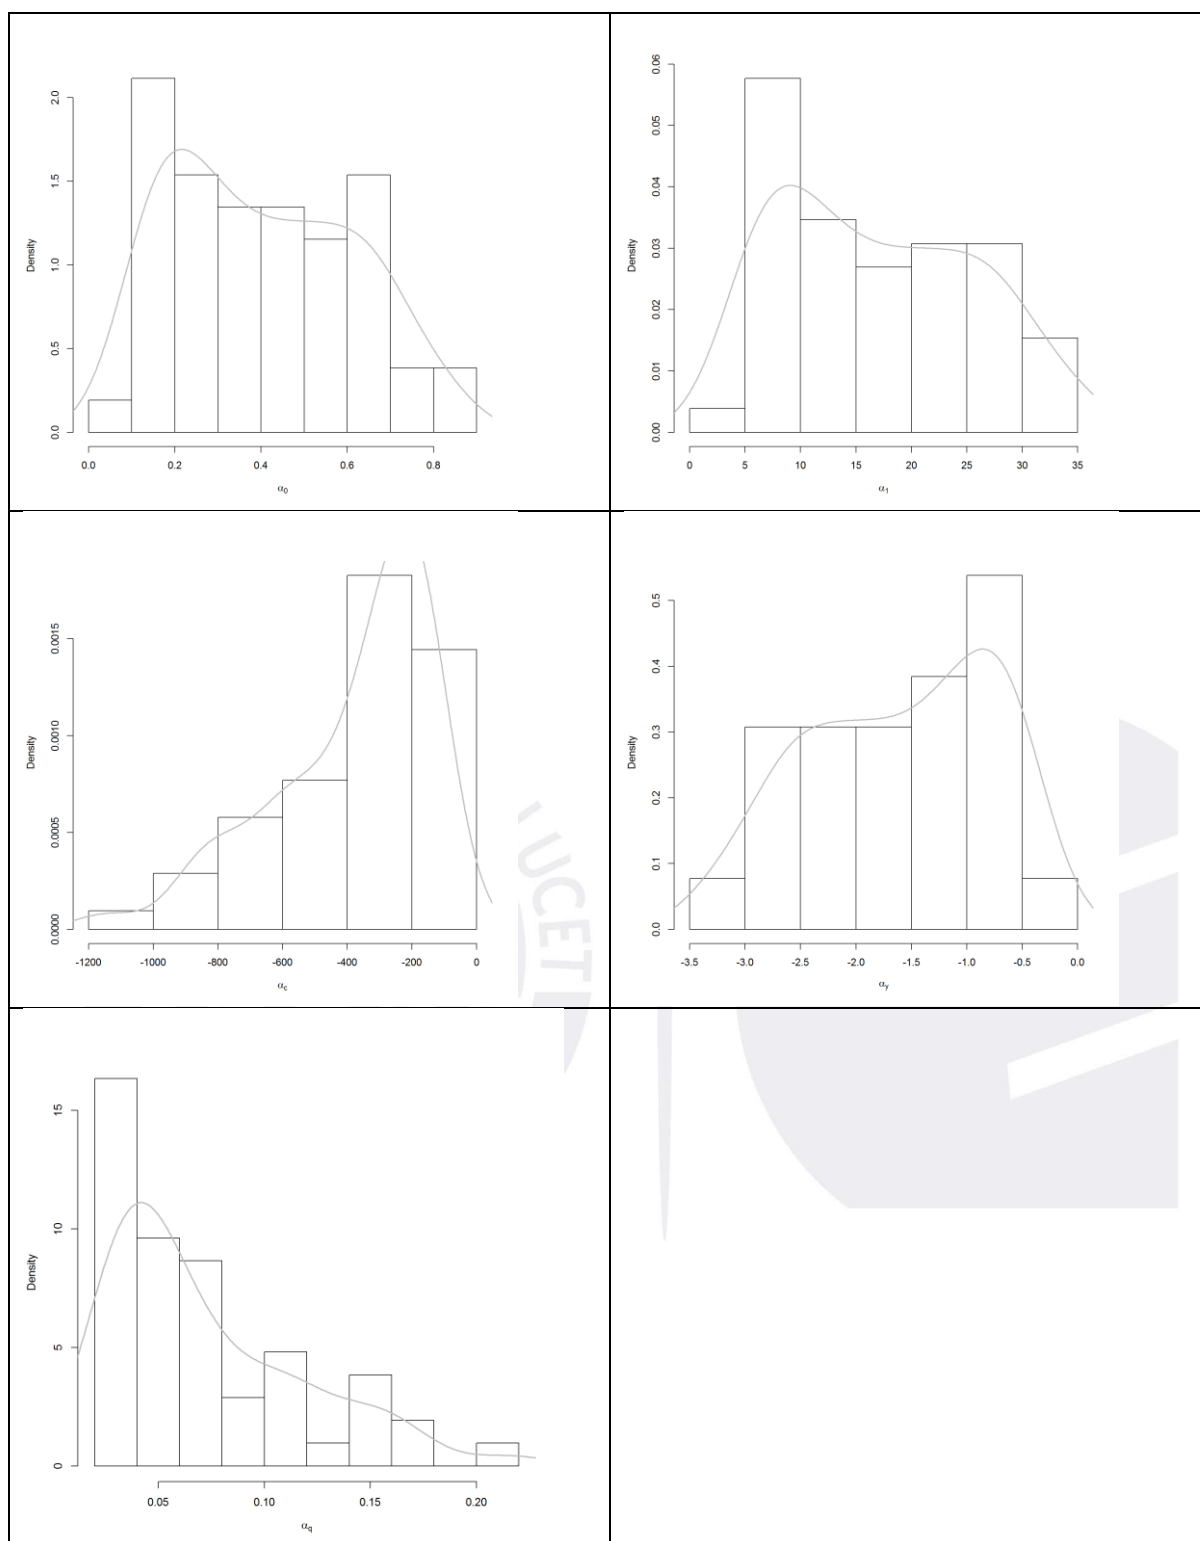 Density
0.0 0.5 1.0 1.5 2.0
0.0 0.2 0.4 0.6 0.8
α0
Density
0.00 0.01 0.02 0.03 0.04 0.05 0.06
0 5 10 15 20 25 30 35
α1
Density
0.0000 0.0005 0.0010 0.0015
-1200 -1000 -800 -600 -400 -200 0
αc
UCET
Density
0.0 0.1 0.2 0.3 0.4 0.5
-3.5 -3.0 -2.5 -2.0 -1.5 -1.0 -0.5 0.0
αy
Density
0 5 10 15
0.05 0.10 0.15 0.20
αq